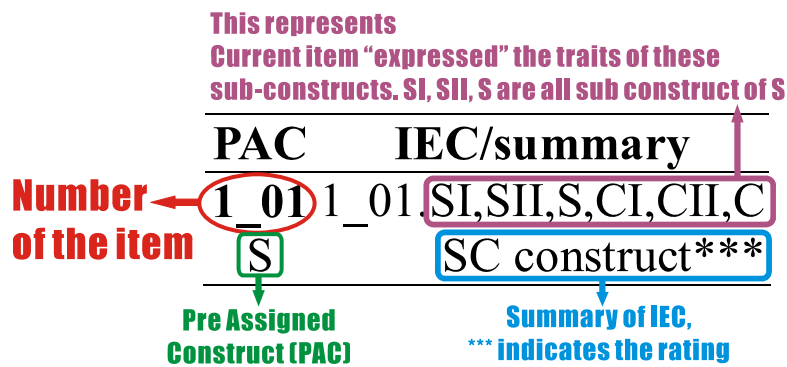 This represents
Current item “expressed” the traits of these
sub-constructs. SI, SII, S are all sub construct of S
PAC IEC/summary
Number
of the item
1_01 1_01.SI,SII,S,CI,CII,C
S SC construct***
Pre Assigned
Construct (PAC)
Summary of IEC,
*** indicates the rating